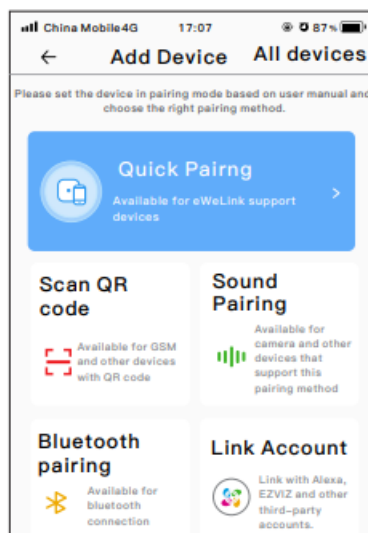 China Mobile4G 17:07 87%
← Add Device All devices
Please set the device in pairing mode based on user manual and
choose the right pairing method.
Quick Pairng
Available for eWeLink support
devices
>
Scan QR
code
Available for GSM
and other devices
with QR code
Sound
Pairing
Available for
camera and other
devices that
support this
pairing method
Bluetooth
pairing
Available for
bluetooth
connection
Link Account
Link with Alexa,
EZVIZ and other
third-party
accounts.